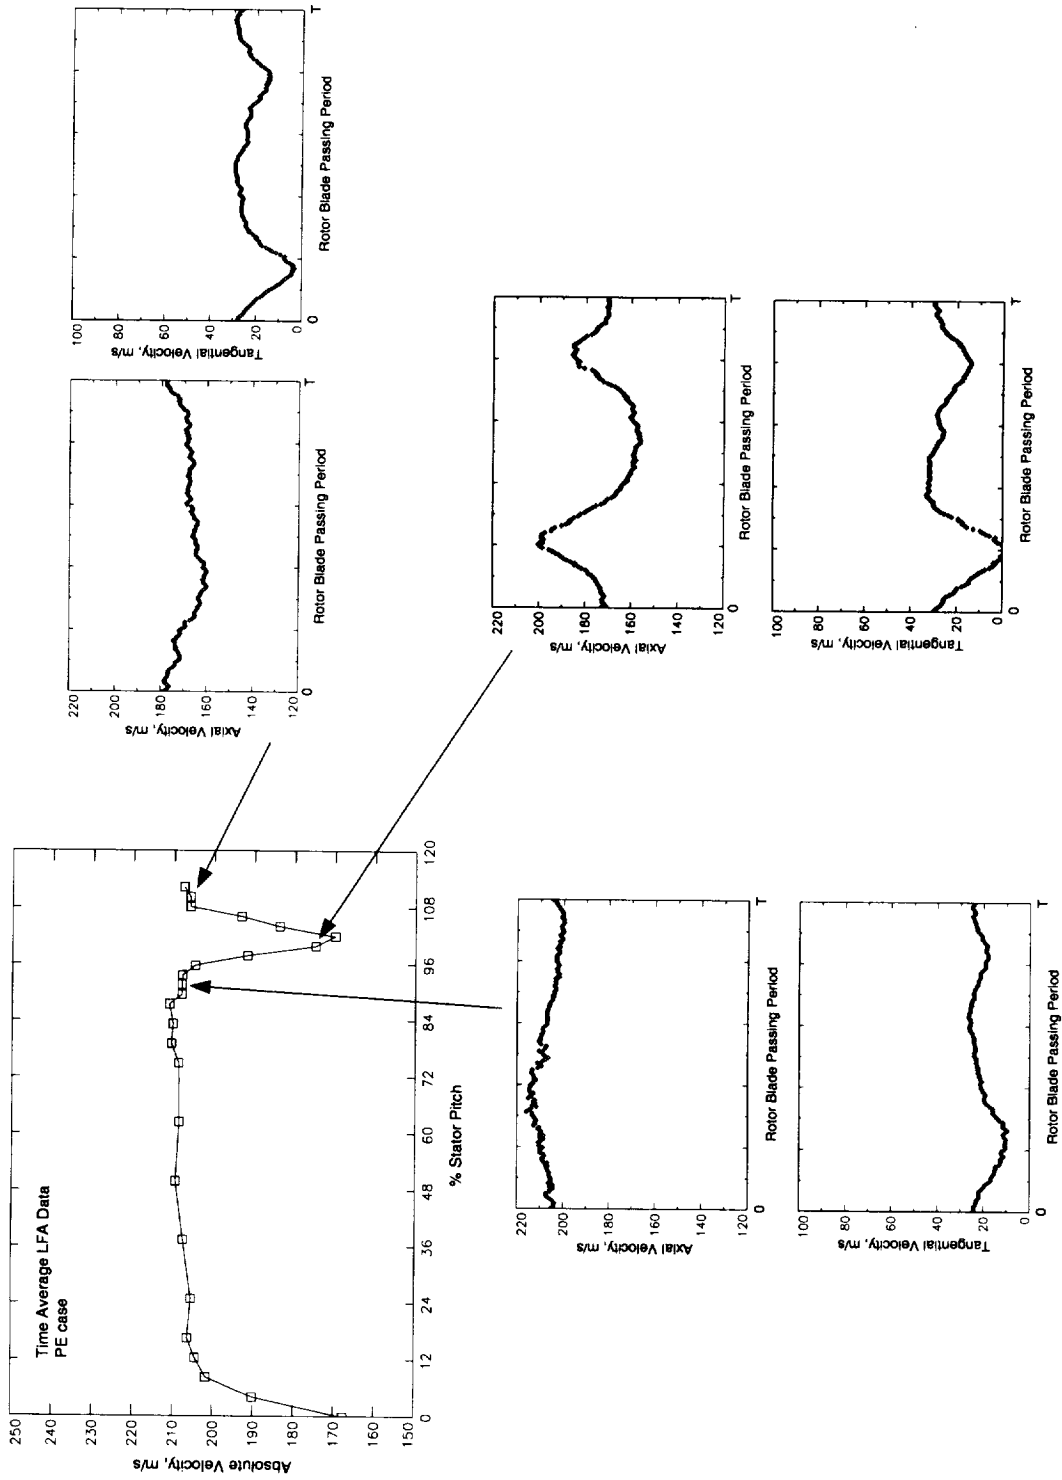 Time Average LFA Data
PE case
Absolute Velocity, m/s
250
240
230
220
210
200
190
180
170
160
150
0
12
24
36
48
60
72
84
96
108
120
% Stator Pitch
Axial Velocity, m/s
220
200
180
160
140
120
0
T
Rotor Blade Passing Period
Tangential Velocity, m/s
100
80
60
40
20
0
0
T
Rotor Blade Passing Period
Axial Velocity, m/s
220
200
180
160
140
120
0
T
Rotor Blade Passing Period
Axial Velocity, m/s
220
200
180
160
140
120
0
T
Rotor Blade Passing Period
Tangential Velocity, m/s
100
80
60
40
20
0
0
T
Rotor Blade Passing Period
Tangential Velocity, m/s
100
80
60
40
20
0
0
T
Rotor Blade Passing Period